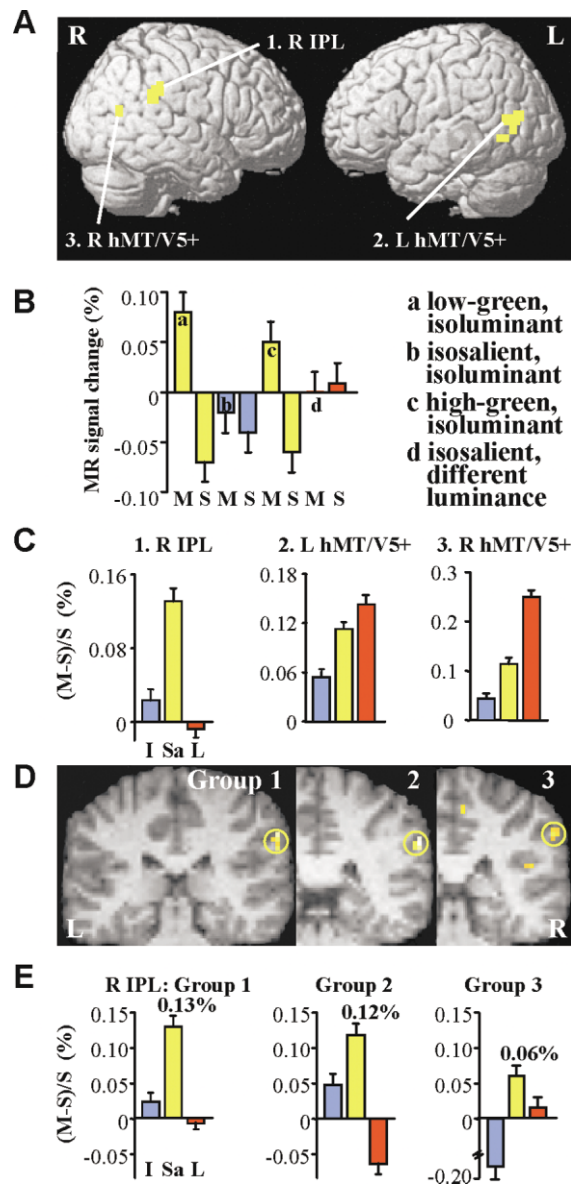 A
R
L
1. R IPL
3. R hMT/V5+
2. L hMT/V5+
B
MR signal change (%)
0.10
0
-0.05
-0.10
a
b
c
d
M S M S M S M S
a low-green,
isoluminant
b isosalient,
isoluminant
c high-green,
isoluminant
d isosalient,
different
luminance
C
1. R IPL
2. L hMT/V5+
3. R hMT/V5+
(M-S)/S (%)
0.16
0.08
0
I Sa L
0.18
0.12
0.06
0
0.3
0.2
0.1
0
D
Group 1
2
3
L
R
E
R IPL: Group 1
Group 2
Group 3
(M-S)/S (%)
0.13%
0.15
0.10
0.05
0
-0.05
I Sa L
0.12%
0.15
0.10
0.05
0
-0.05
0.06%
0.15
0.10
0.05
0
-0.20